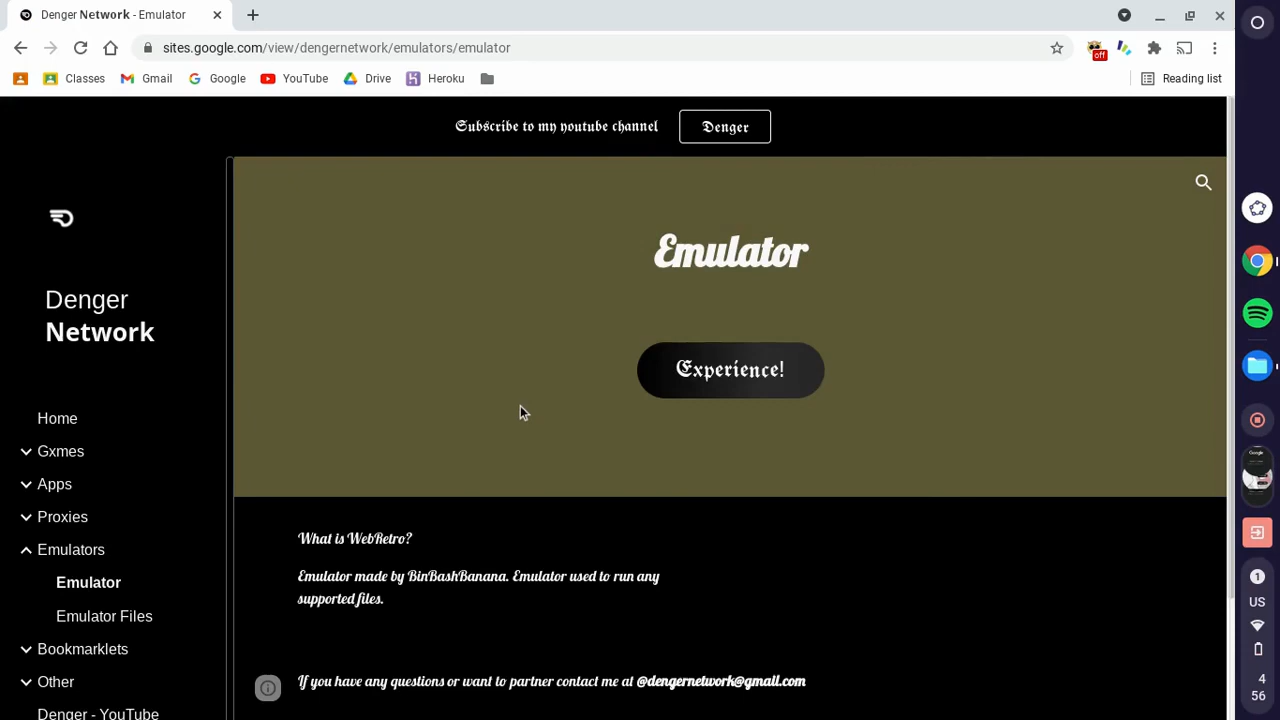 Denger Network - Emulator
sites.google.com/view/dengernetwork/emulators/emulator
off
Classes
Gmail
Google
YouTube
Drive
Heroku
Reading list
Subscribe to my youtube channel
Denger
Denger
Network
Home
Gxmes
Apps
Proxies
Emulators
Emulator
Emulator Files
Bookmarklets
Other
Denger - YouTube
Emulator
Experience!
What is WebRetro?
Emulator made by BinBashBanana. Emulator used to run any
supported files.
If you have any questions or want to partner contact me at @dengernetwork@gmail.com
1
US
4
56